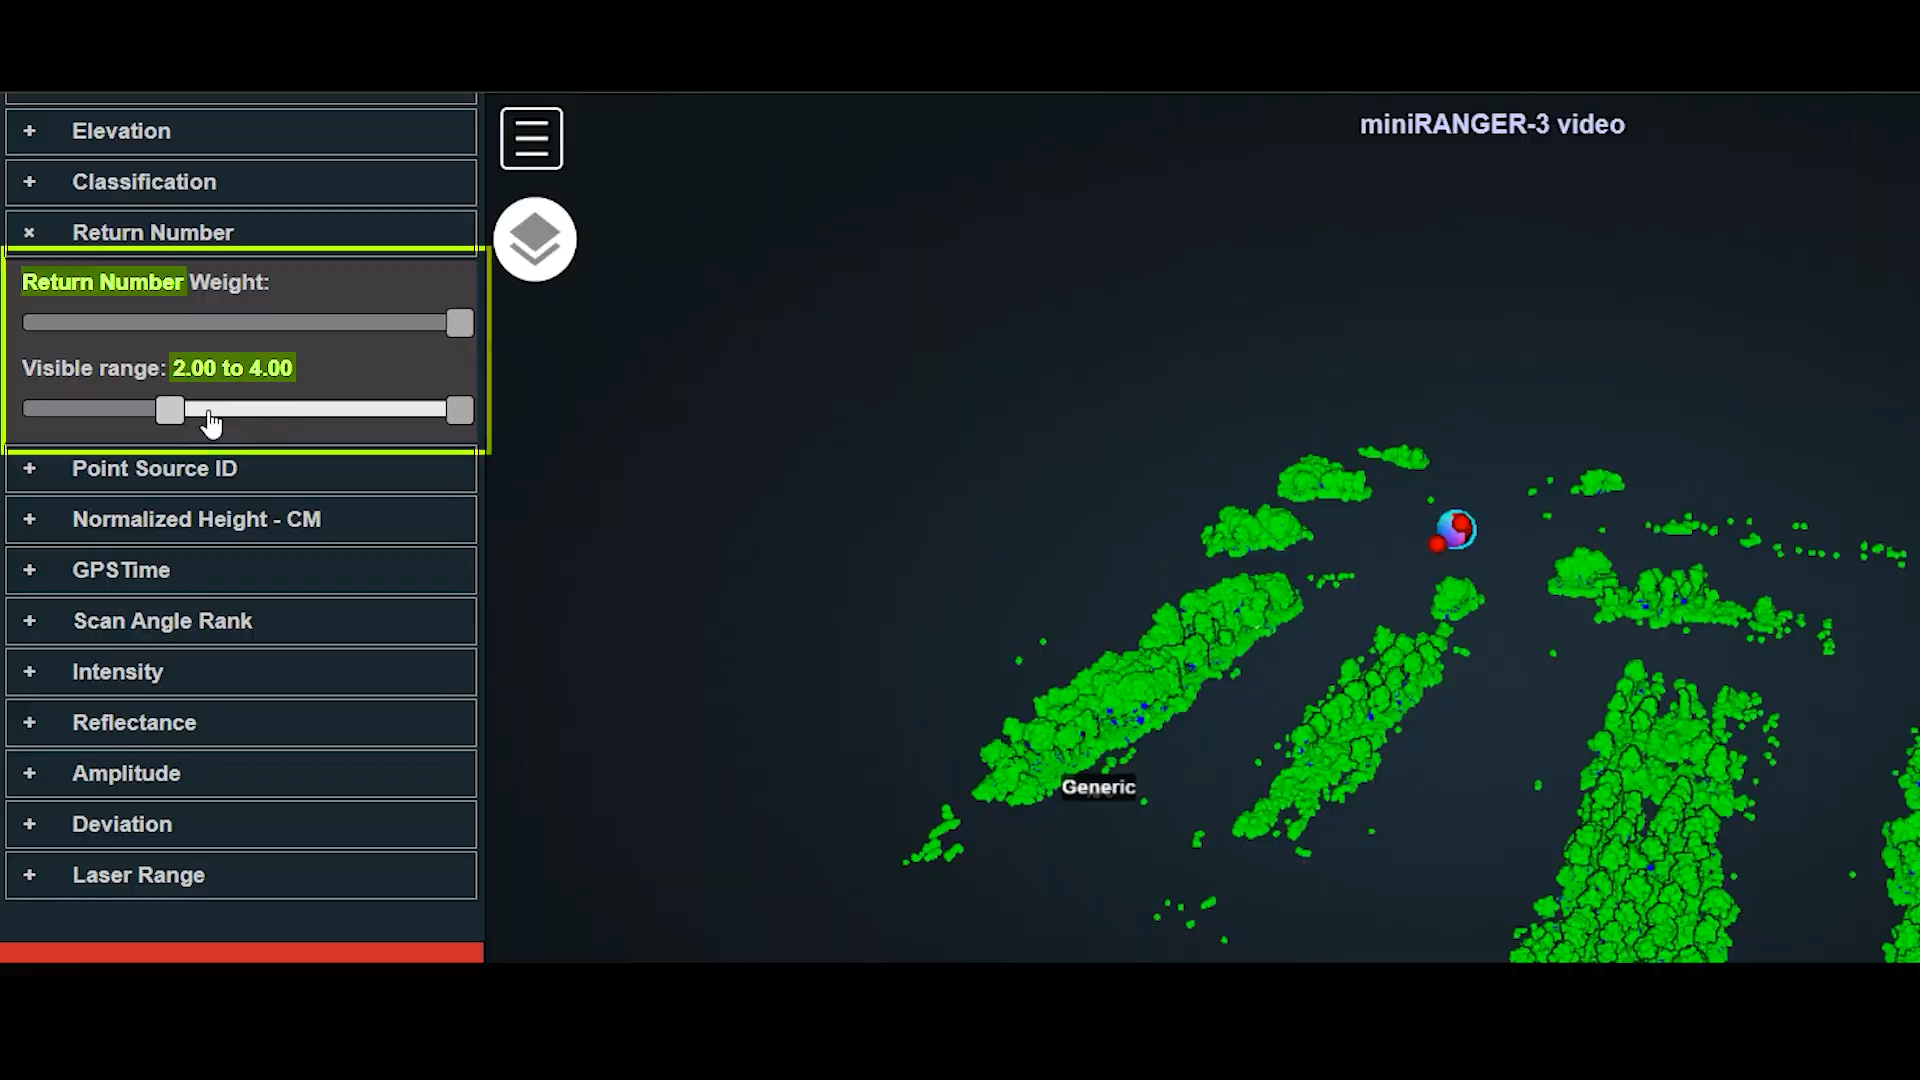 + Elevation
+ Classification
× Return Number
Return Number Weight:
Visible range: 2.00 to 4.00
+ Point Source ID
+ Normalized Height - CM
+ GPSTime
+ Scan Angle Rank
+ Intensity
+ Reflectance
+ Amplitude
+ Deviation
+ Laser Range
miniRANGER-3 video
Generic